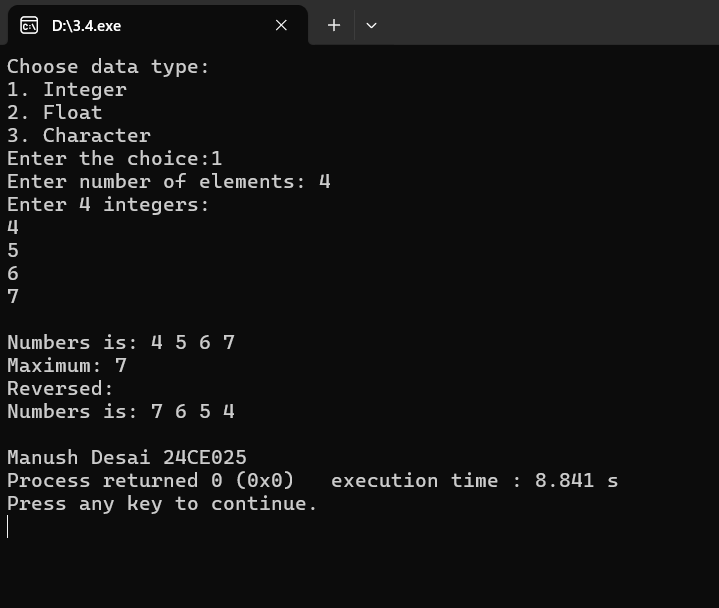 D:\3.4.exe
Choose data type:
1. Integer
2. Float
3. Character
Enter the choice:1
Enter number of elements: 4
Enter 4 integers:
4
5
6
7
Numbers is: 4 5 6 7
Maximum: 7
Reversed:
Numbers is: 7 6 5 4
Manush Desai 24CE025
Process returned 0 (0x0)   execution time : 8.841 s
Press any key to continue.